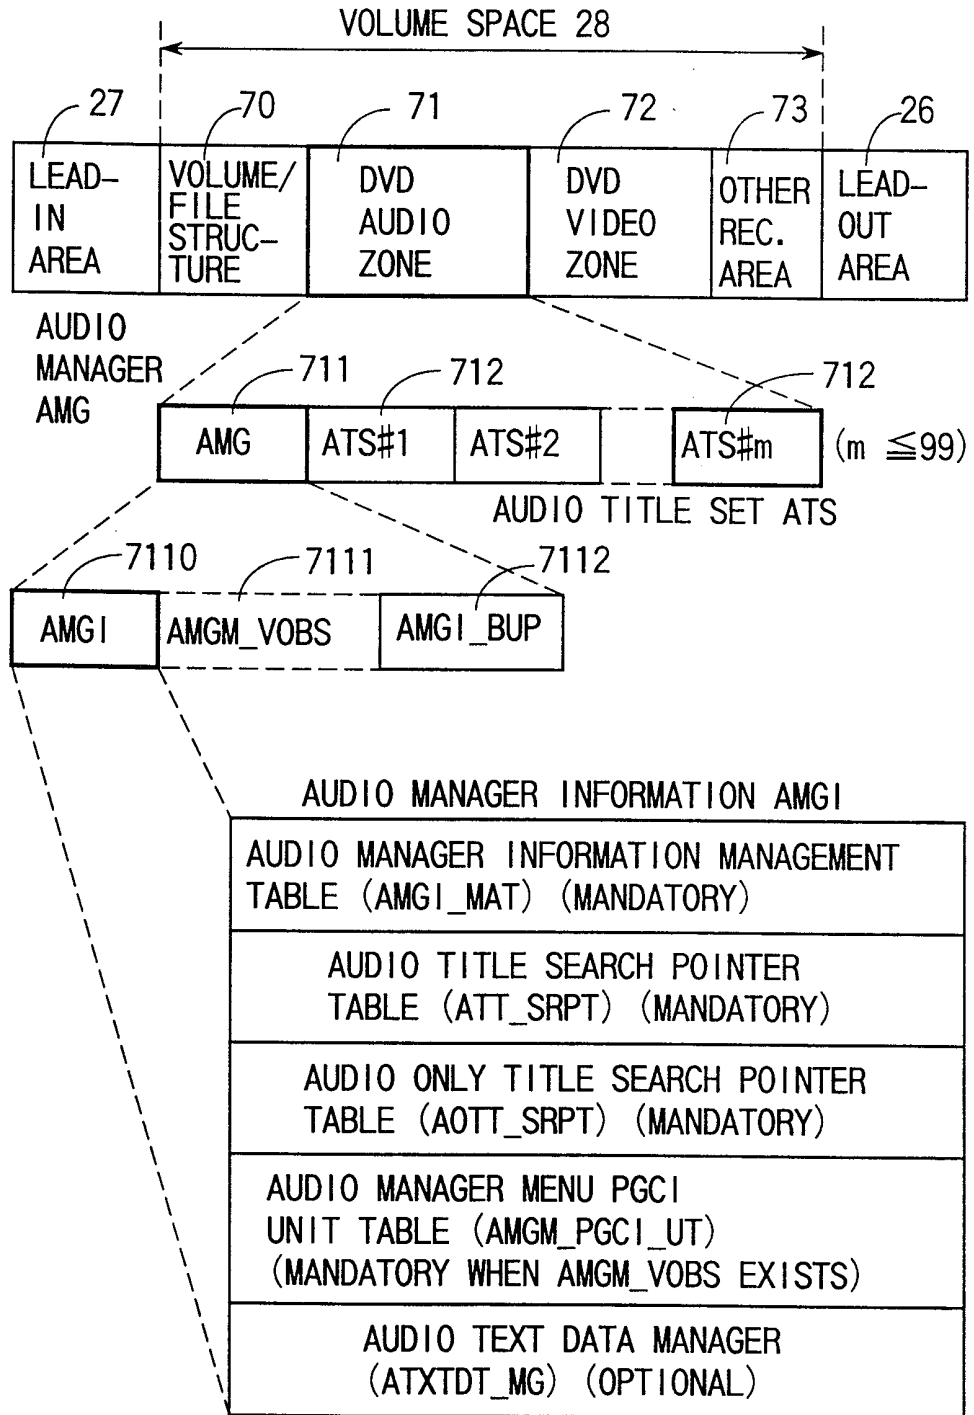 VOLUME SPACE 28
27
70
71
72
73
26
LEAD-
IN
AREA
VOLUME/
FILE
STRUC-
TURE
DVD
AUDIO
ZONE
DVD
VIDEO
ZONE
OTHER
REC.
AREA
LEAD-
OUT
AREA
AUDIO
MANAGER
AMG
711
712
712
AMG
ATS#1
ATS#2
ATS#m
(m ≦99)
AUDIO TITLE SET ATS
7110
7111
7112
AMGI
AMGM_VOBS
AMGI_BUP
AUDIO MANAGER INFORMATION AMGI
AUDIO MANAGER INFORMATION MANAGEMENT
TABLE (AMGI_MAT) (MANDATORY)
AUDIO TITLE SEARCH POINTER
TABLE (ATT_SRPT) (MANDATORY)
AUDIO ONLY TITLE SEARCH POINTER
TABLE (AOTT_SRPT) (MANDATORY)
AUDIO MANAGER MENU PGCI
UNIT TABLE (AMGM_PGCI_UT)
(MANDATORY WHEN AMGM_VOBS EXISTS)
AUDIO TEXT DATA MANAGER
(ATXTDT_MG) (OPTIONAL)